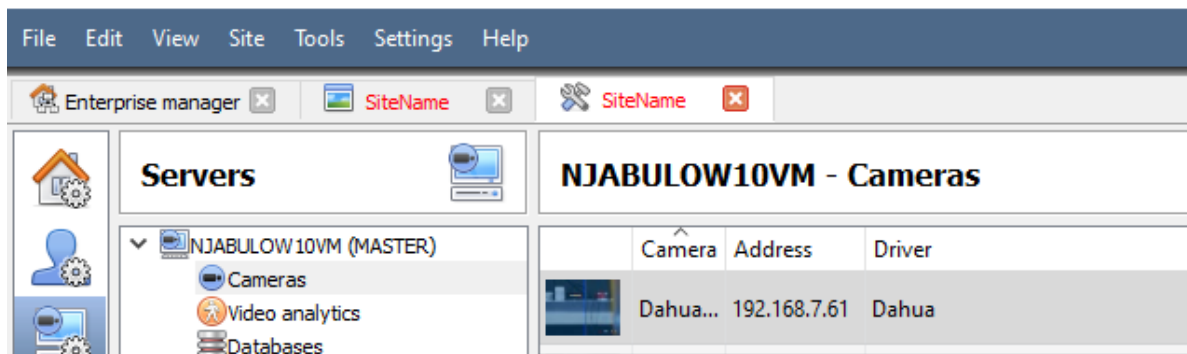 File Edit View Site Tools Settings Help
Enterprise manager SiteName SiteName
Servers
NJABULOW10VM - Cameras
NJABULOW10VM (MASTER)
Cameras
Video analytics
Databases
Camera Address Driver
Dahua... 192.168.7.61 Dahua